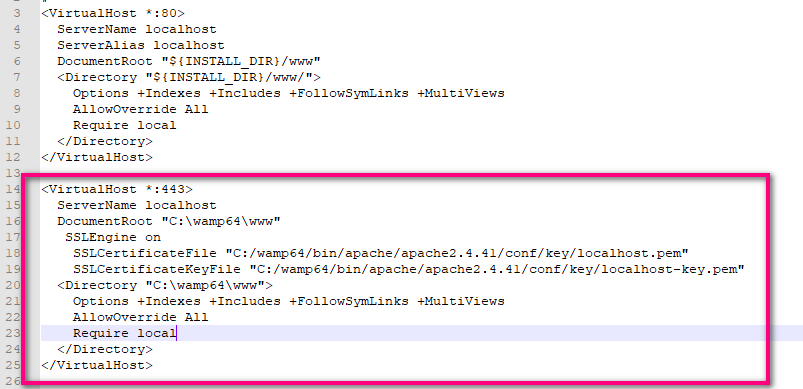 3 <VirtualHost *:80>
4 ServerName localhost
5 ServerAlias localhost
6 DocumentRoot "${INSTALL_DIR}/www"
7 <Directory "${INSTALL_DIR}/www/">
8 Options +Indexes +Includes +FollowSymLinks +MultiViews
9 AllowOverride All
10 Require local
11 </Directory>
12 </VirtualHost>
13
14 <VirtualHost *:443>
15 ServerName localhost
16 DocumentRoot "C:\wamp64\www"
17 SSLEngine on
18 SSLCertificateFile "C:/wamp64/bin/apache/apache2.4.41/conf/key/localhost.pem"
19 SSLCertificateKeyFile "C:/wamp64/bin/apache/apache2.4.41/conf/key/localhost-key.pem"
20 <Directory "C:\wamp64\www">
21 Options +Indexes +Includes +FollowSymLinks +MultiViews
22 AllowOverride All
23 Require local
24 </Directory>
25 </VirtualHost>
26